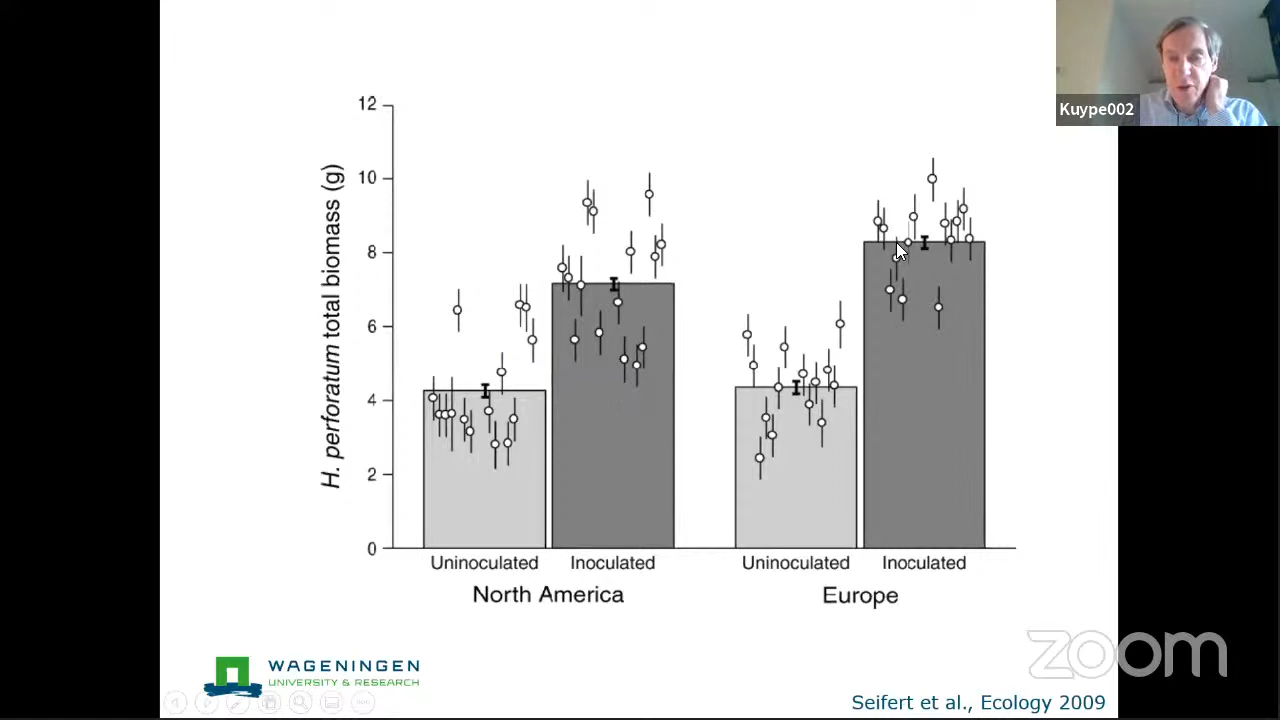 Kuype002
12
10
8
6
4
2
0
H. perforatum total biomass (g)
Uninoculated
Inoculated
Uninoculated
Inoculated
North America
Europe
WAGENINGEN
UNIVERSITY & RESEARCH
zoom
Seifert et al., Ecology 2009